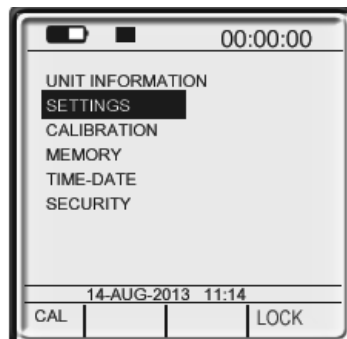 00:00:00
UNIT INFORMATION
SETTINGS
CALIBRATION
MEMORY
TIME-DATE
SECURITY
14-AUG-2013 11:14
CAL LOCK